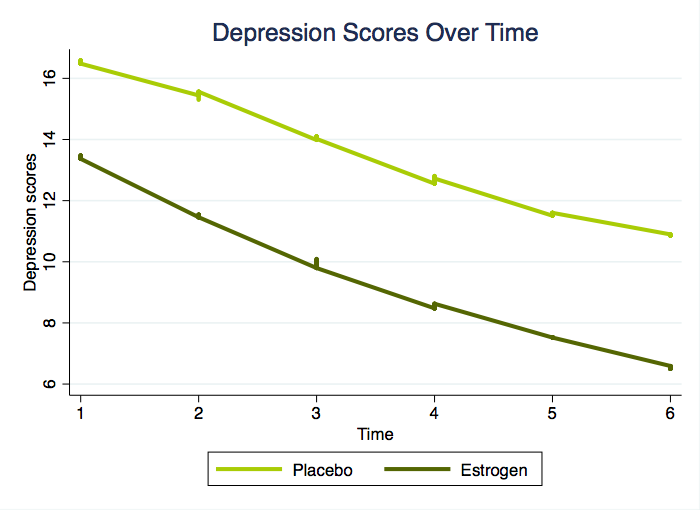 Depression Scores Over Time
Depression scores
16
14
12
10
8
6
1 2 3 4 5 6
Time
Placebo Estrogen